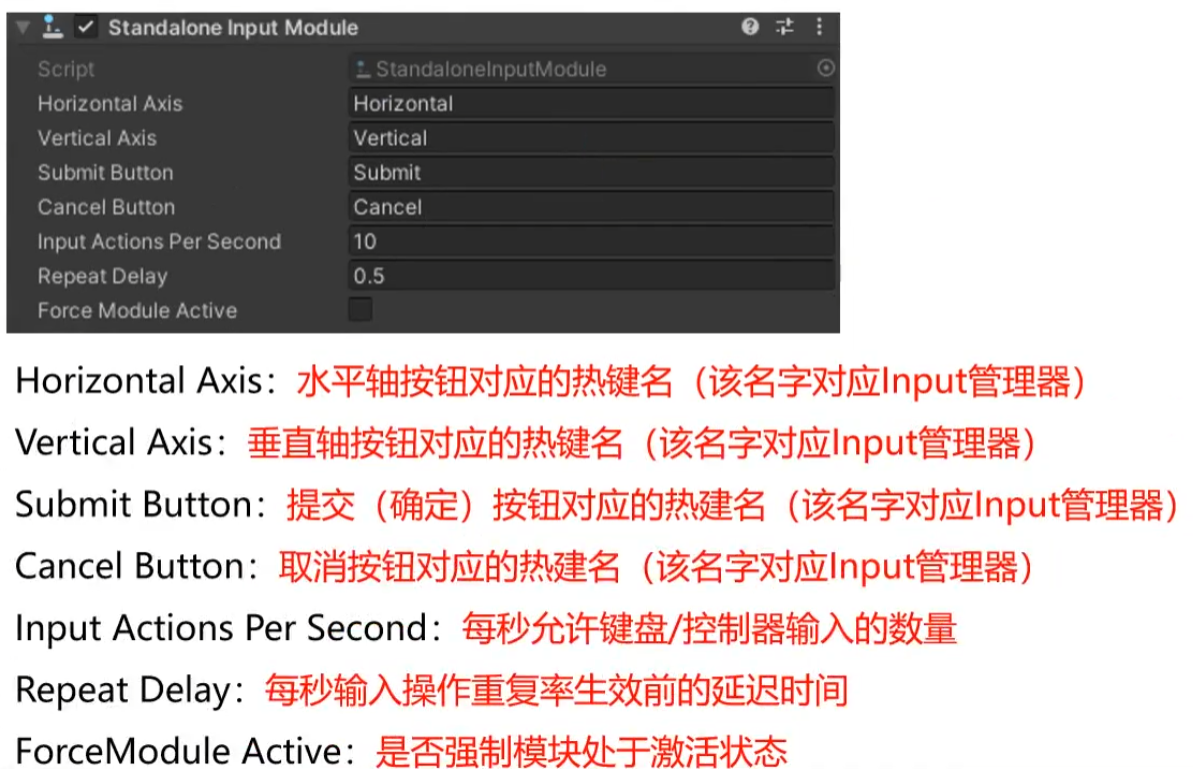 Standalone Input Module
Script StandaloneInputModule
Horizontal Axis Horizontal
Vertical Axis Vertical
Submit Button Submit
Cancel Button Cancel
Input Actions Per Second 10
Repeat Delay 0.5
Force Module Active
Horizontal Axis：水平轴按钮对应的热键名（该名字对应Input管理器）
Vertical Axis：垂直轴按钮对应的热键名（该名字对应Input管理器）
Submit Button：提交（确定）按钮对应的热建名（该名字对应Input管理器）
Cancel Button：取消按钮对应的热建名（该名字对应Input管理器）
Input Actions Per Second：每秒允许键盘/控制器输入的数量
Repeat Delay：每秒输入操作重复率生效前的延迟时间
ForceModule Active：是否强制模块处于激活状态